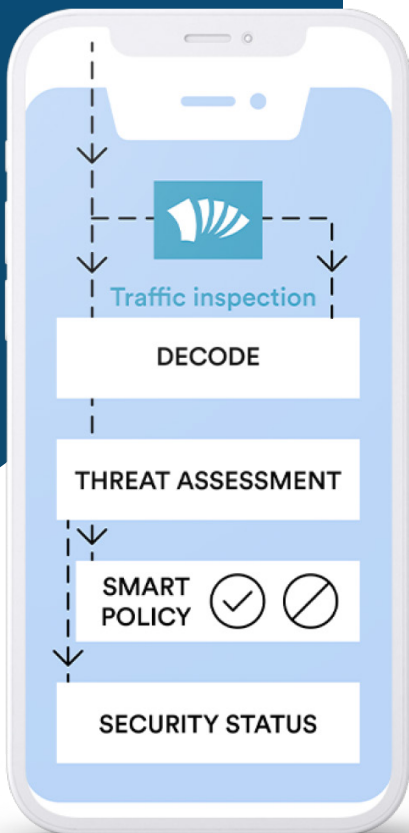 Traffic inspection
DECODE
THREAT ASSESSMENT
SMART
POLICY
SECURITY STATUS